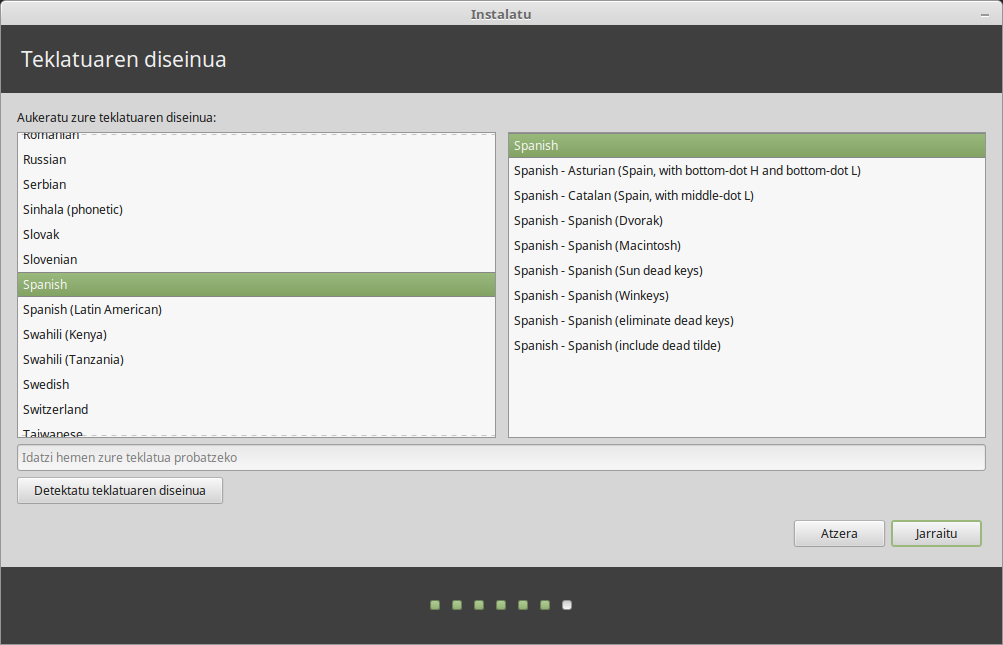 Instalatu
Teklatuaren diseinua
Aukeratu zure teklatuaren diseinua:
Romanian
Russian
Serbian
Sinhala (phonetic)
Slovak
Slovenian
Spanish
Spanish (Latin American)
Swahili (Kenya)
Swahili (Tanzania)
Swedish
Switzerland
Taiwanese
Spanish
Spanish - Asturian (Spain, with bottom-dot H and bottom-dot L)
Spanish - Catalan (Spain, with middle-dot L)
Spanish - Spanish (Dvorak)
Spanish - Spanish (Macintosh)
Spanish - Spanish (Sun dead keys)
Spanish - Spanish (Winkeys)
Spanish - Spanish (eliminate dead keys)
Spanish - Spanish (include dead tilde)
Idatzi hemen zure teklatua probatzeko
Detektatu teklatuaren diseinua
Atzera
Jarraitu